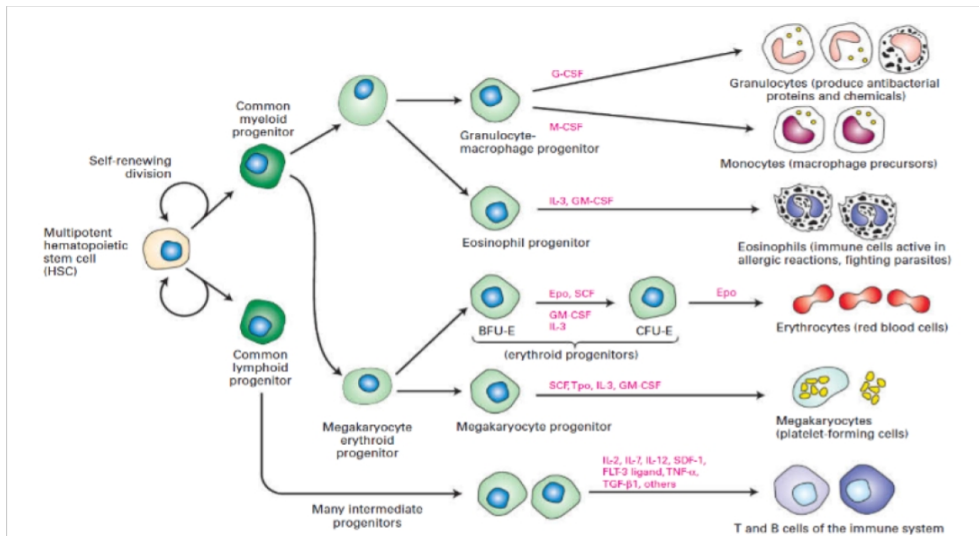 G-CSF
Granulocytes (produce antibacterial
proteins and chemicals)
Common
myeloid
progenitor
M-CSF
Granulocyte-
macrophage progenitor
Monocytes (macrophage precursors)
Self-renewing
division
IL-3, GM-CSF
Multipotent
hematopoietic
stem cell
(HSC)
Eosinophil progenitor
Eosinophils (immune cells active in
allergic reactions, fighting parasites)
Epo, SCF
GM-CSF
IL-3
Epo
BFU-E
CFU-E
(erythroid progenitors)
Erythrocytes (red blood cells)
Common
lymphoid
progenitor
SCF, Tpo, IL-3, GM-CSF
Megakaryocyte
erythroid
progenitor
Megakaryocyte progenitor
Megakaryocytes
(platelet-forming cells)
IL-2, IL-7, IL-12, SDF-1,
FLT-3 ligand, TNF-α,
TGF-β1, others
Many intermediate
progenitors
T and B cells of the immune system